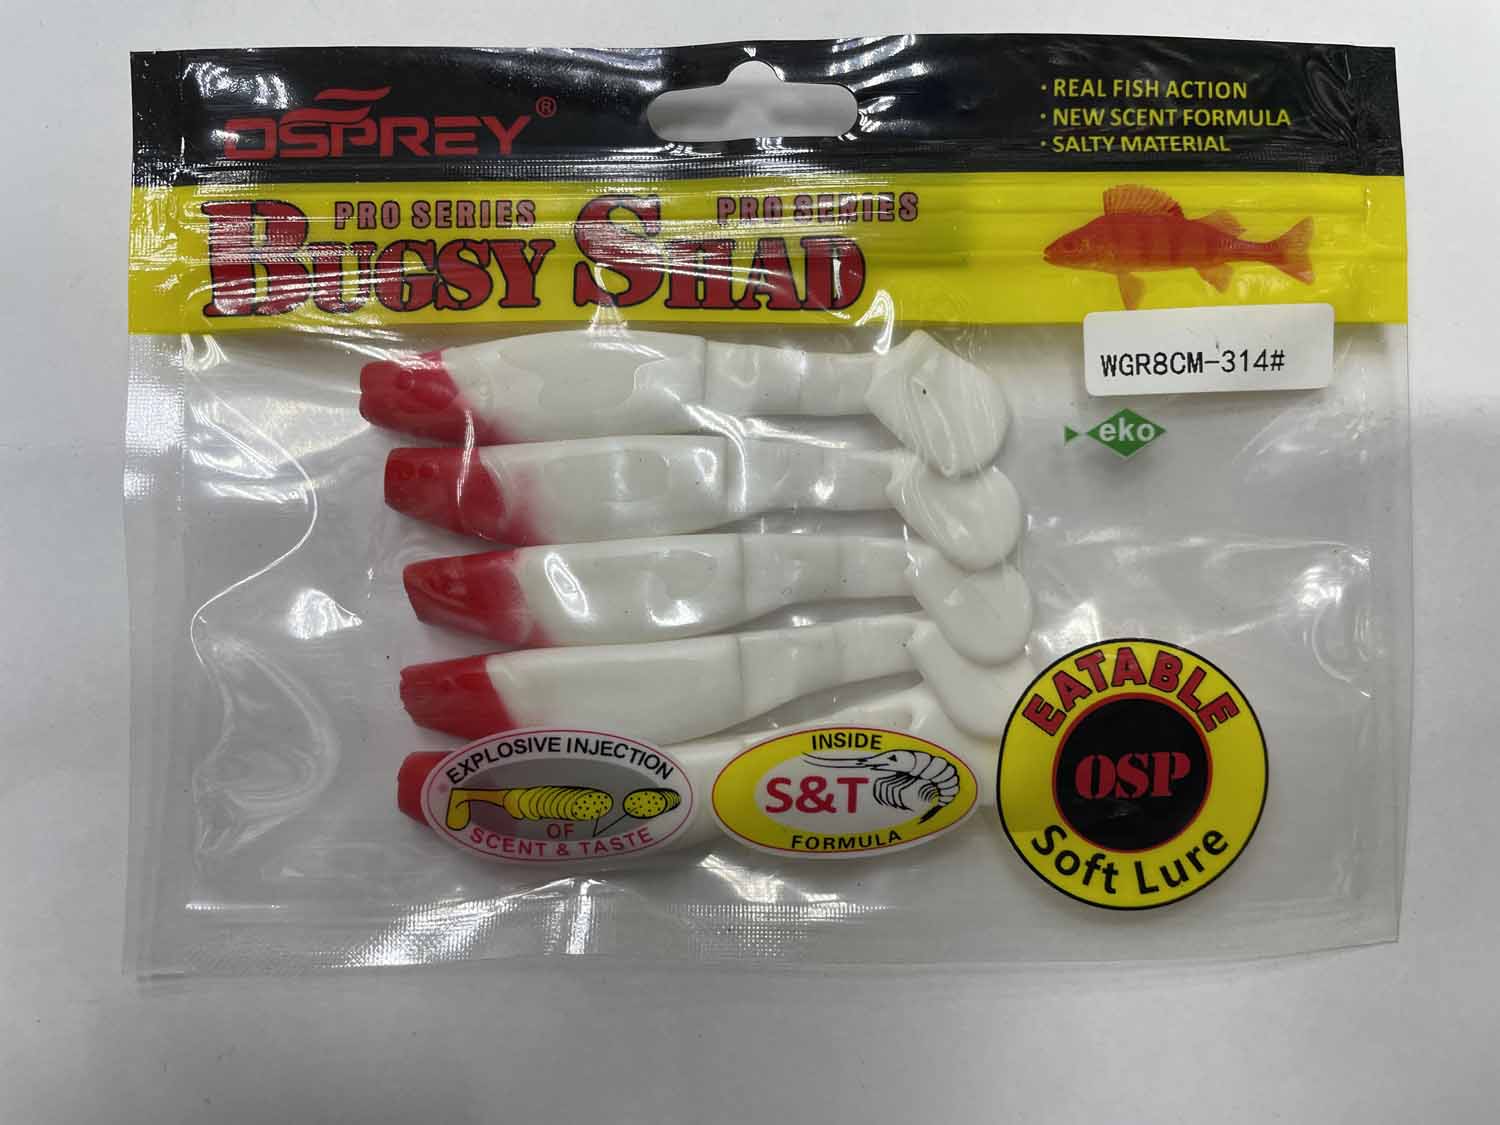 OSPREY®
· REAL FISH ACTION
· NEW SCENT FORMULA
· SALTY MATERIAL
PRO SERIES PRO SERIES
BUGSY SHAD
WGR8CM-314#
eko
EXPLOSIVE INJECTION
OF
SCENT & TASTE
INSIDE
S&T
FORMULA
EATABLE
OSP
Soft Lure